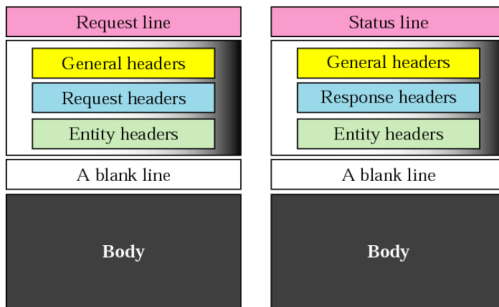 Request line
General headers
Request headers
Entity headers
A blank line
Body
Status line
General headers
Response headers
Entity headers
A blank line
Body